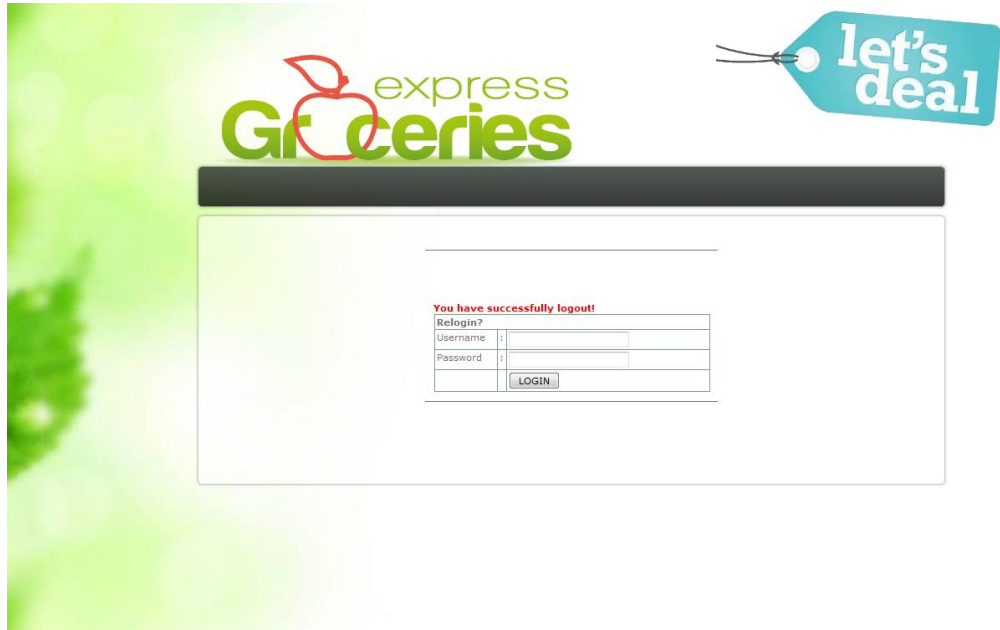 express
Groceries
let's
deal
You have successfully logout!
Relogin?
Username :
Password :
LOGIN